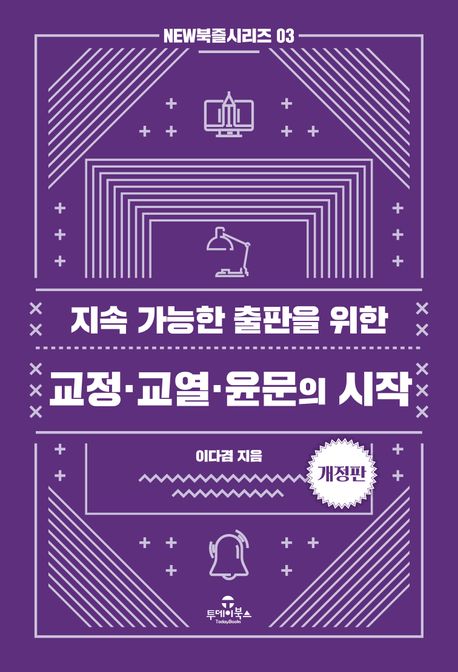 NEW북즐시리즈 03
지속 가능한 출판을 위한
교정·교열·윤문의 시작
이다겸 지음
개정판
투데이북스
TodayBooks